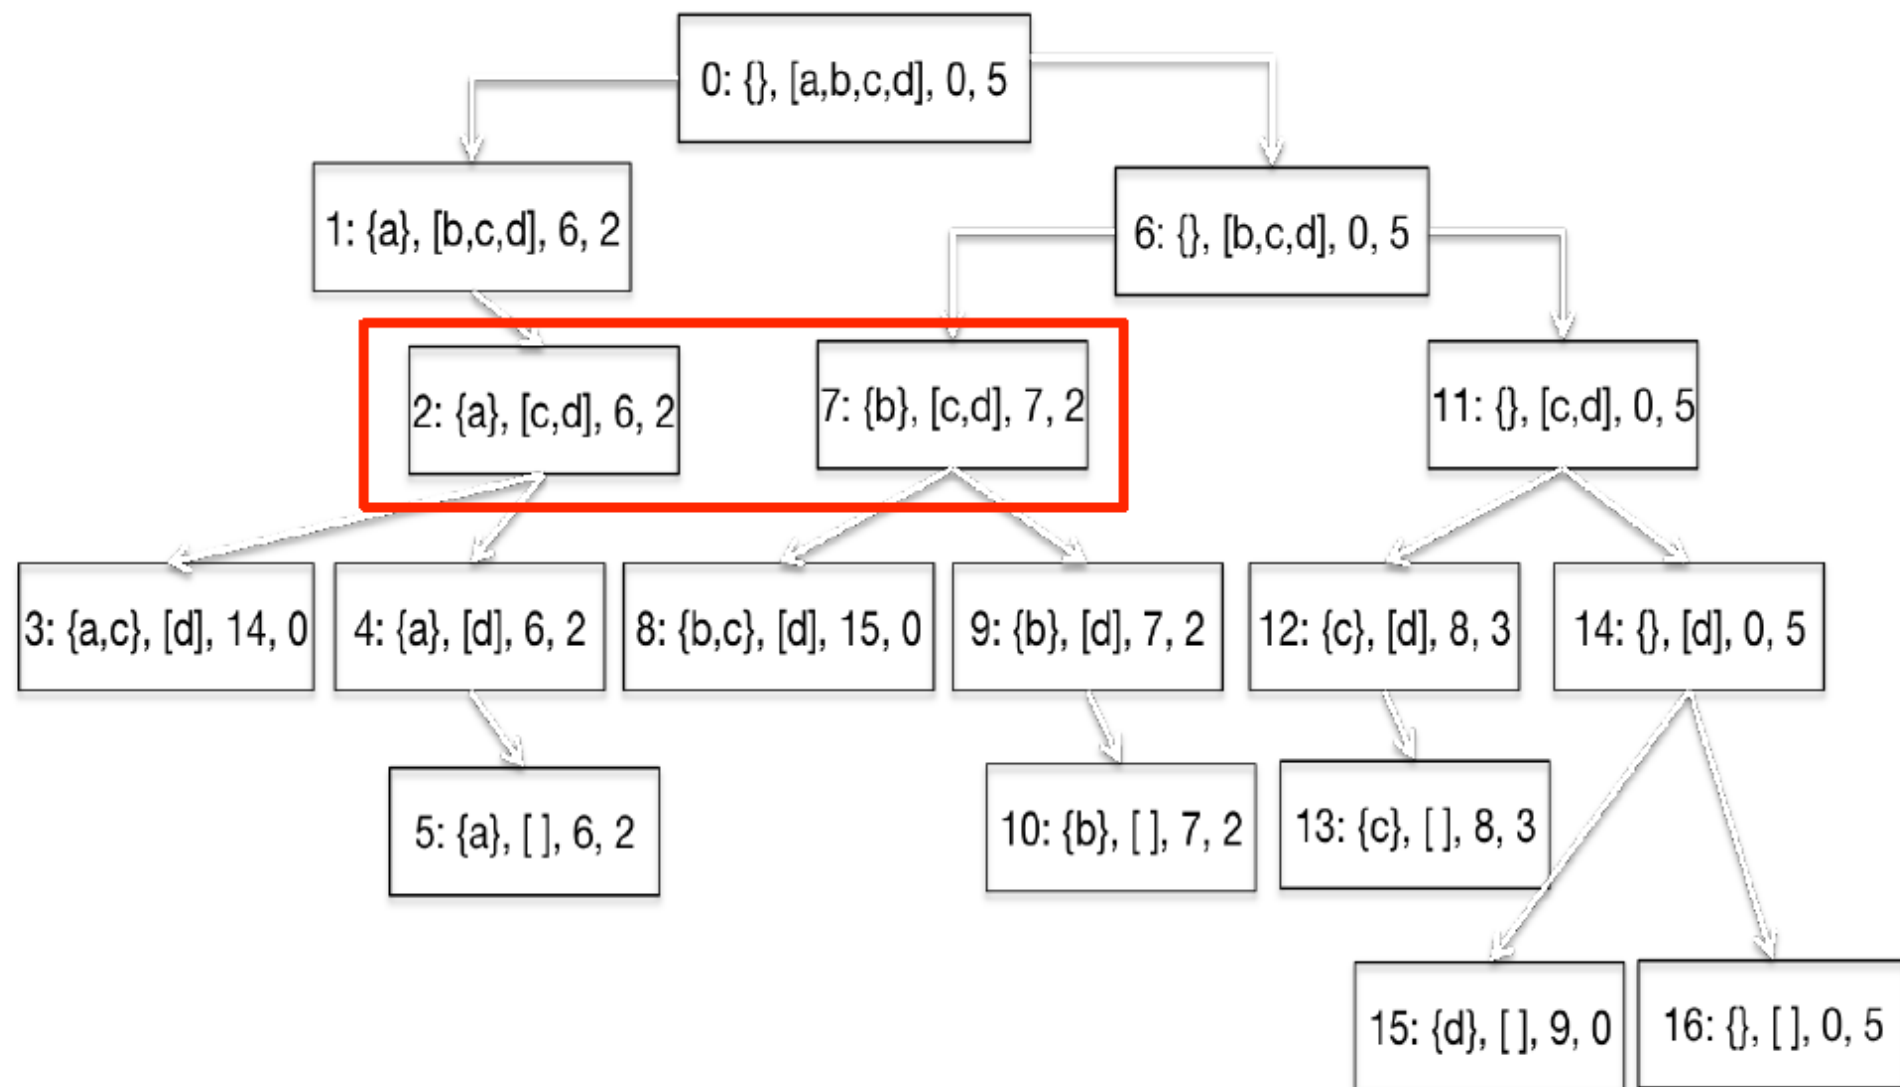 0: {}, [a,b,c,d], 0, 5
1: {a}, [b,c,d], 6, 2
6: {}, [b,c,d], 0, 5
2: {a}, [c,d], 6, 2
7: {b}, [c,d], 7, 2
11: {}, [c,d], 0, 5
3: {a,c}, [d], 14, 0
4: {a}, [d], 6, 2
8: {b,c}, [d], 15, 0
9: {b}, [d], 7, 2
12: {c}, [d], 8, 3
14: {}, [d], 0, 5
5: {a}, [ ], 6, 2
10: {b}, [ ], 7, 2
13: {c}, [ ], 8, 3
15: {d}, [ ], 9, 0
16: {}, [ ], 0, 5